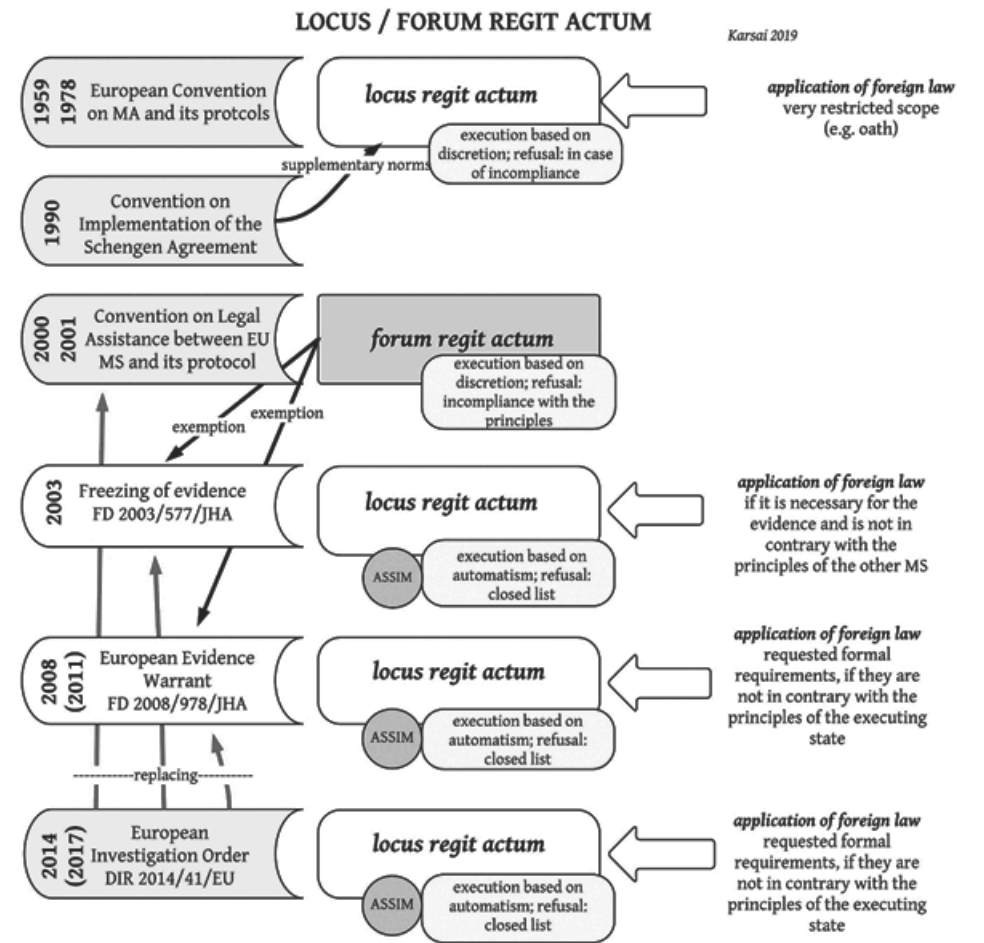 LOCUS / FORUM REGIT ACTUM
Karsai 2019
1959
1978
European Convention
on MA and its protcols
locus regit actum
execution based on
discretion; refusal: in case
of incompliance
application of foreign law
very restricted scope
(e.g. oath)
supplementary norms
1990
Convention on
Implementation of the
Schengen Agreement
2000
2001
Convention on Legal
Assistance between EU
MS and its protocol
forum regit actum
execution based on
discretion; refusal:
incompliance with the
principles
exemption
exemption
2003
Freezing of evidence
FD 2003/577/JHA
locus regit actum
ASSIM
execution based on
automatism; refusal:
closed list
application of foreign law
if it is necessary for the
evidence and is not in
contrary with the
principles of the other MS
2008
(2011)
European Evidence
Warrant
FD 2008/978/JHA
locus regit actum
ASSIM
execution based on
automatism; refusal:
closed list
application of foreign law
requested formal
requirements, if they are
not in contrary with the
principles of the executing
state
-----------replacing----------
2014
(2017)
European
Investigation Order
DIR 2014/41/EU
locus regit actum
ASSIM
execution based on
automatism; refusal:
closed list
application of foreign law
requested formal
requirements, if they are
not in contrary with the
principles of the executing
state